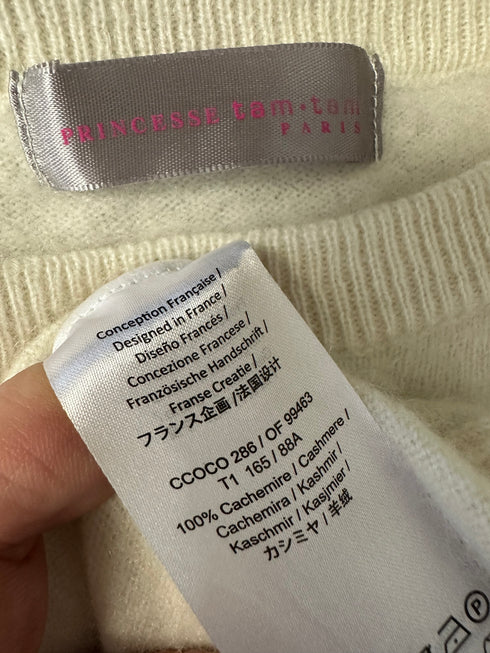 PRINCESSE tam·tam
PARIS
Conception Française /
Designed in France /
Diseño Francés /
Concezione Francese /
Französische Handschrift /
Franse Creatie /
フランス企画 / 法国设计
CCOCO 286 / OF 99463
T1 165 / 88A
100% Cachemire / Cashmere /
Cachemira / Kashmir /
Kaschmir / Kasjmier /
カシミヤ / 羊绒
P